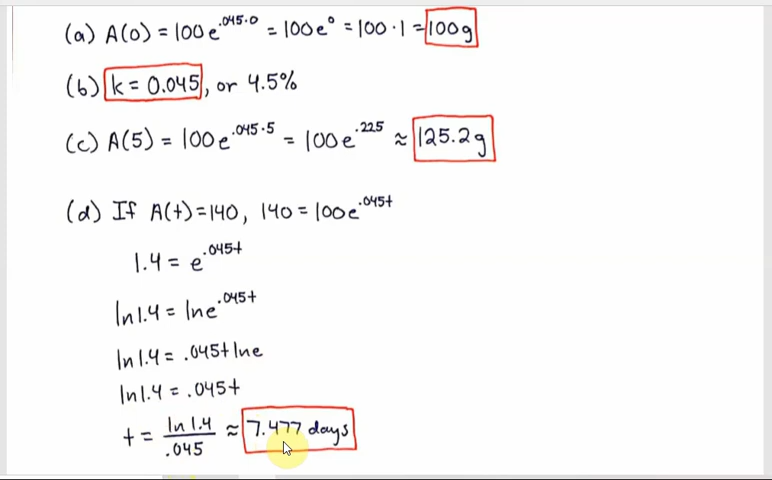 (a) A(0) = 100e^.045·0 = 100e^0 = 100·1 = 100g
(b) k = 0.045, or 4.5%
(c) A(5) = 100e^.045·5 = 100e^.225 ≈ 125.2g
(d) If A(t)=140, 140 = 100e^.045t
1.4 = e^.045t
ln1.4 = lne^.045t
ln1.4 = .045tlne
ln1.4 = .045t
t = ln1.4/.045 ≈ 7.477 days